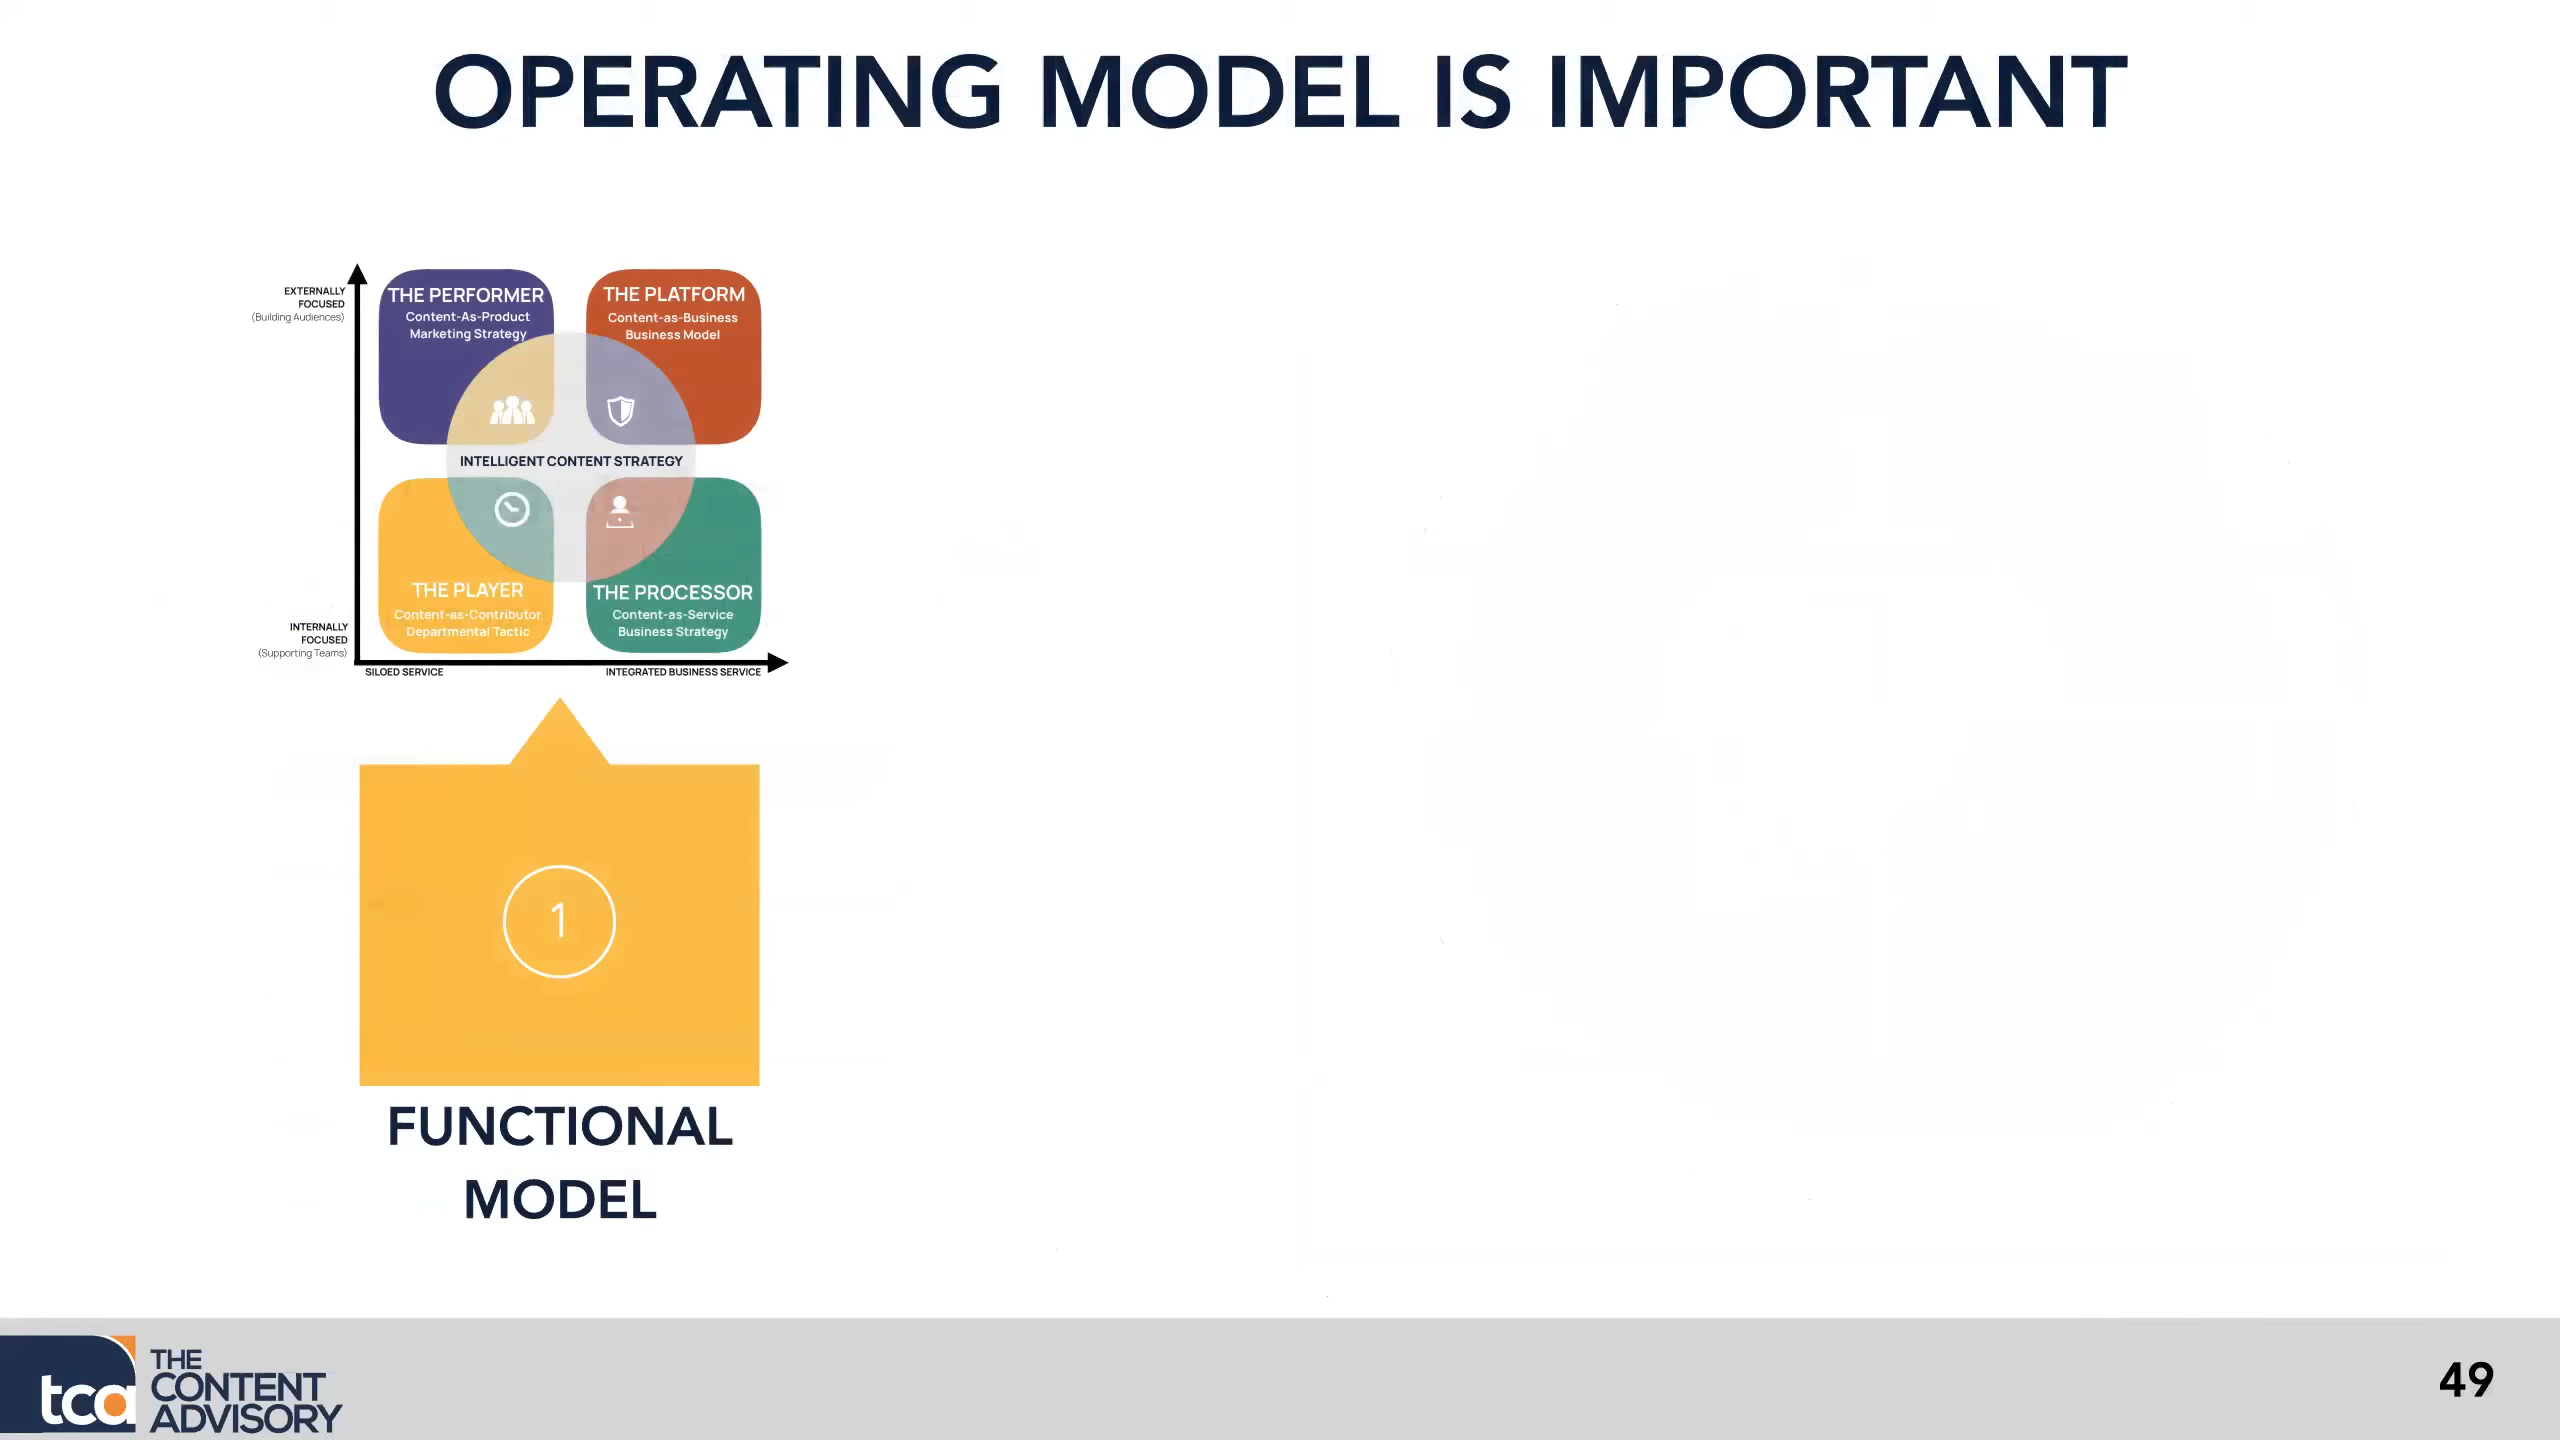 OPERATING MODEL IS IMPORTANT
EXTERNALLY
FOCUSED
(Building Audiences)
THE PERFORMER
Content-As-Product
Marketing Strategy
THE PLATFORM
Content-as-Business
Business Model
INTELLIGENT CONTENT STRATEGY
THE PLAYER
Content-as-Contributor
Departmental Tactic
THE PROCESSOR
Content-as-Service
Business Strategy
INTERNALLY
FOCUSED
(Supporting Teams)
SILOED SERVICE
INTEGRATED BUSINESS SERVICE
1
FUNCTIONAL
MODEL
tca
THE
CONTENT
ADVISORY
49